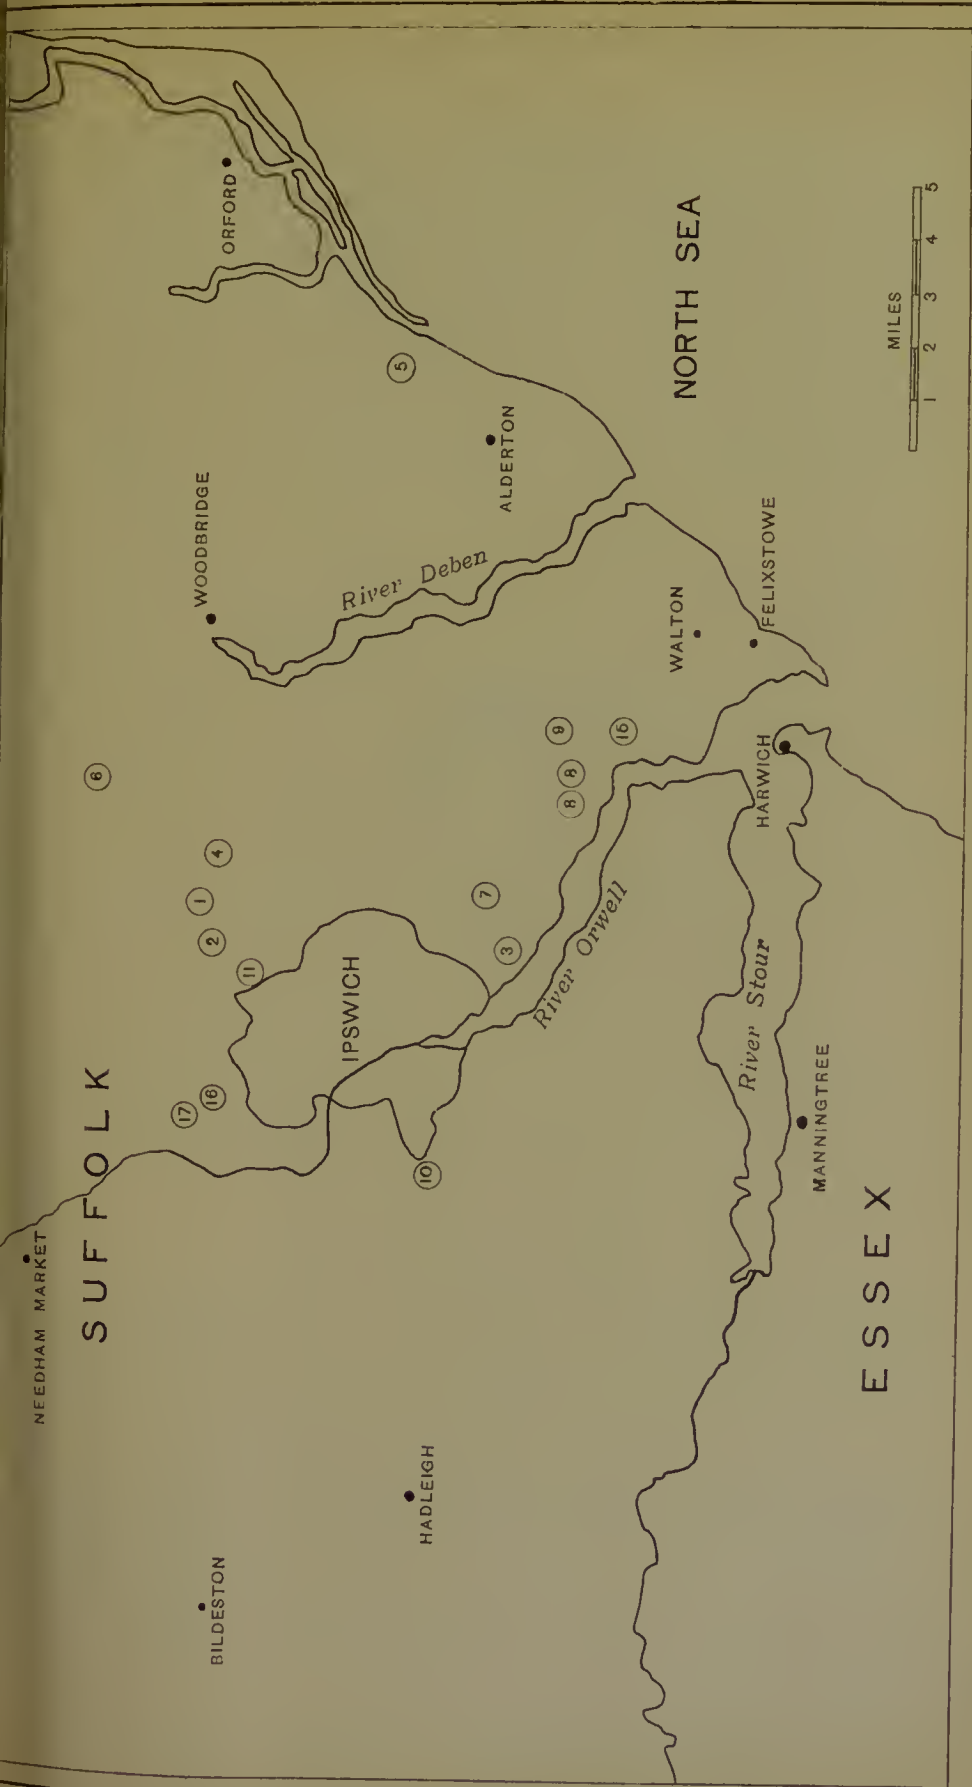 NEEDHAM MARKET
SUFFOLK
6
17
16
2
1
4
WOODBRIDGE
BILDESTON
ORFORD
11
IPSWICH
River Deben
5
HADLEIGH
10
7
3
ALDERTON
8
8
9
River Orwell
15
WALTON
NORTH SEA
River Stour
HARWICH
FELIXSTOWE
MANNINGTREE
ESSEX
MILES
1 2 3 4 5